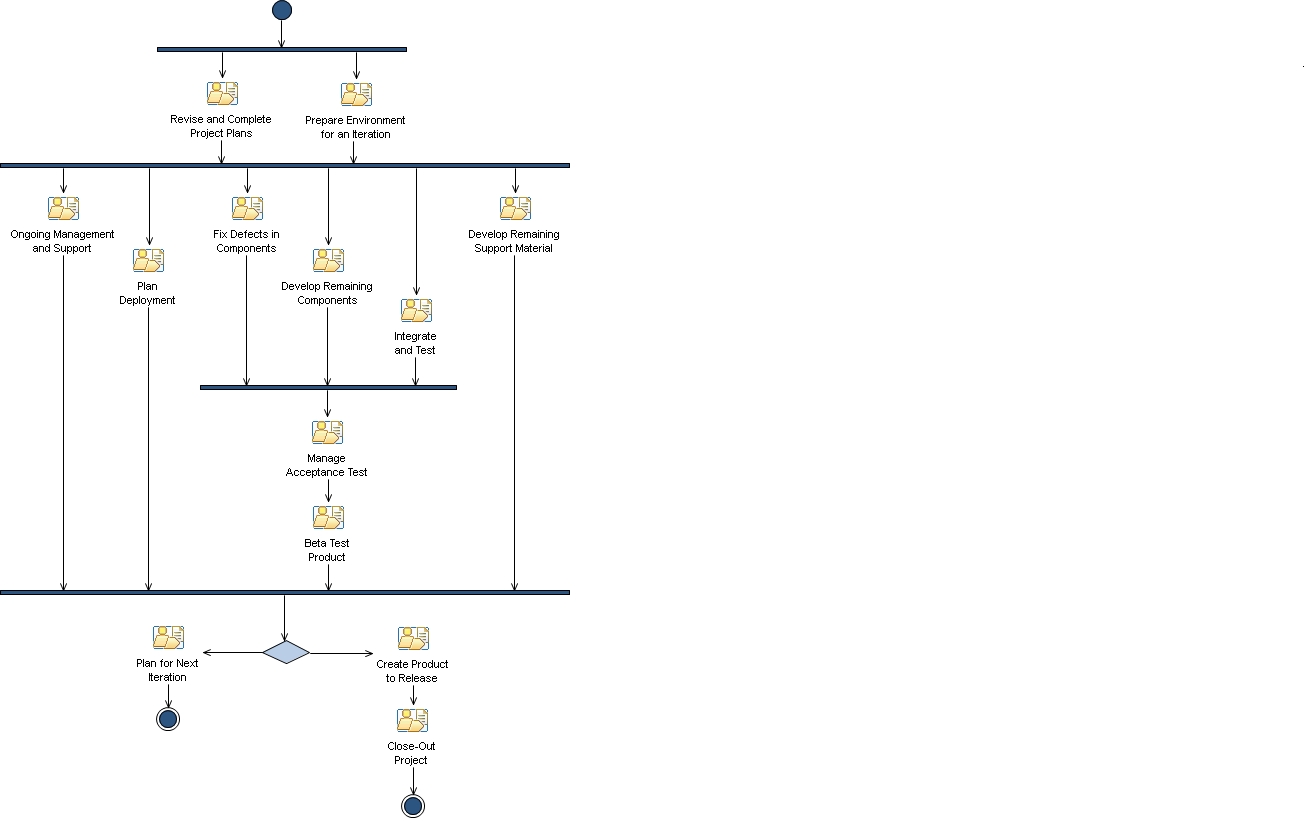 Revise and Complete
Project Plans
Prepare Environment
for an Iteration
Ongoing Management
and Support
Plan
Deployment
Fix Defects in
Components
Develop Remaining
Components
Integrate
and Test
Develop Remaining
Support Material
Manage
Acceptance Test
Beta Test
Product
Plan for Next
Iteration
Create Product
to Release
Close-Out
Project